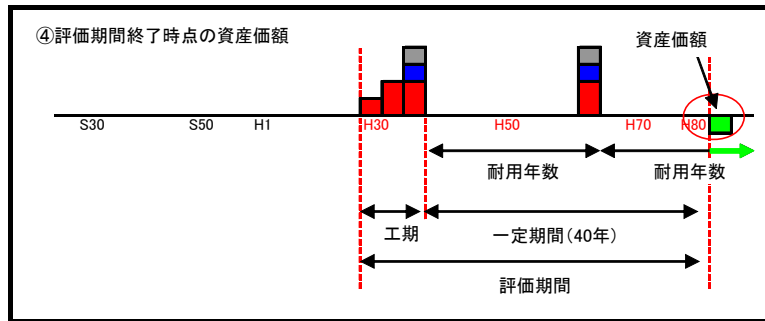 ④評価期間終了時点の資産価額
資産価額
S30 S50 H1 H30 H50 H70 H80
耐用年数 耐用年数
工期 一定期間(40年)
評価期間